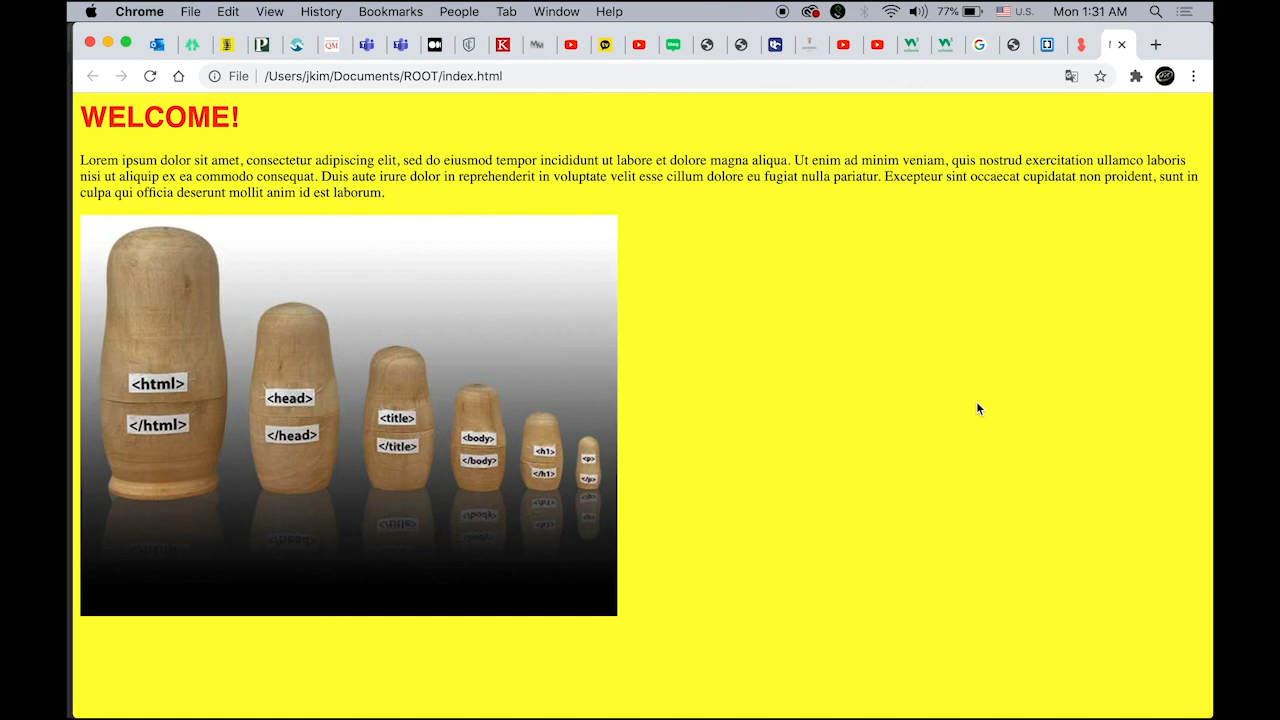 Chrome File Edit View History Bookmarks People Tab Window Help 77% U.S. Mon 1:31 AM
QM K blog G
File /Users/jkim/Documents/ROOT/index.html
WELCOME!
Lorem ipsum dolor sit amet, consectetur adipiscing elit, sed do eiusmod tempor incididunt ut labore et dolore magna aliqua. Ut enim ad minim veniam, quis nostrud exercitation ullamco laboris
nisi ut aliquip ex ea commodo consequat. Duis aute irure dolor in reprehenderit in voluptate velit esse cillum dolore eu fugiat nulla pariatur. Excepteur sint occaecat cupidatat non proident, sunt in
culpa qui officia deserunt mollit anim id est laborum.
<html>
</html>
<head>
</head>
<title>
</title>
<body>
</body>
<h1>
</h1>
<p>
</p>